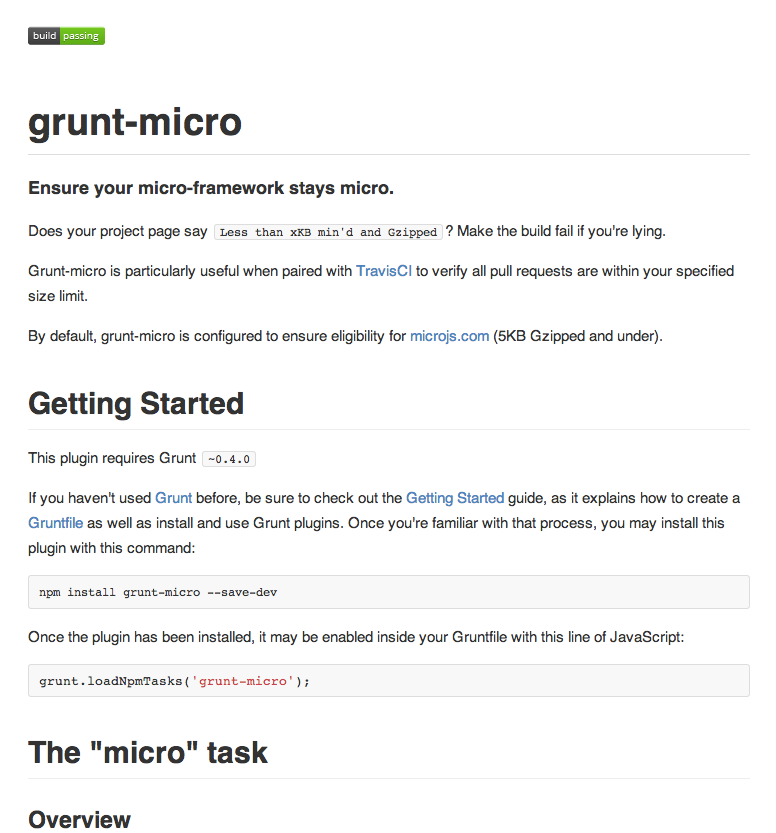 build passing
grunt-micro
Ensure your micro-framework stays micro.
Does your project page say Less than xKB min'd and Gzipped ? Make the build fail if you're lying.
Grunt-micro is particularly useful when paired with TravisCI to verify all pull requests are within your specified
size limit.
By default, grunt-micro is configured to ensure eligibility for microjs.com (5KB Gzipped and under).
Getting Started
This plugin requires Grunt ~0.4.0
If you haven't used Grunt before, be sure to check out the Getting Started guide, as it explains how to create a
Gruntfile as well as install and use Grunt plugins. Once you're familiar with that process, you may install this
plugin with this command:
npm install grunt-micro --save-dev
Once the plugin has been installed, it may be enabled inside your Gruntfile with this line of JavaScript:
grunt.loadNpmTasks('grunt-micro');
The "micro" task
Overview